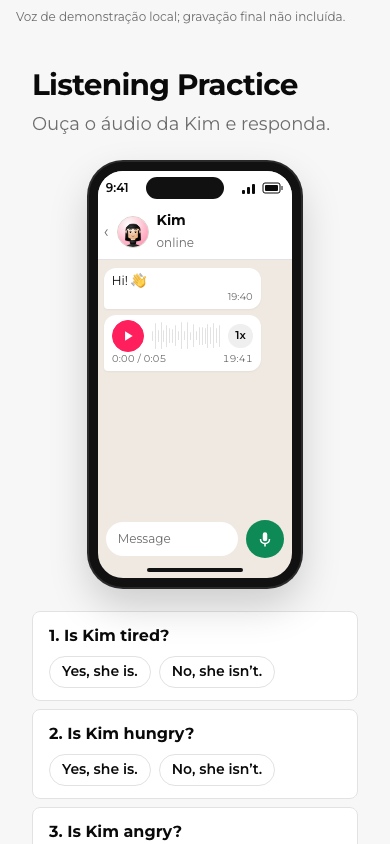 Voz de demonstração local; gravação final não incluída.
Listening Practice
Ouça o áudio da Kim e responda.
9:41
Kim
online
Hi! 👋
19:40
1x
0:00 / 0:05 19:41
Message
1. Is Kim tired?
Yes, she is. No, she isn’t.
2. Is Kim hungry?
Yes, she is. No, she isn’t.
3. Is Kim angry?